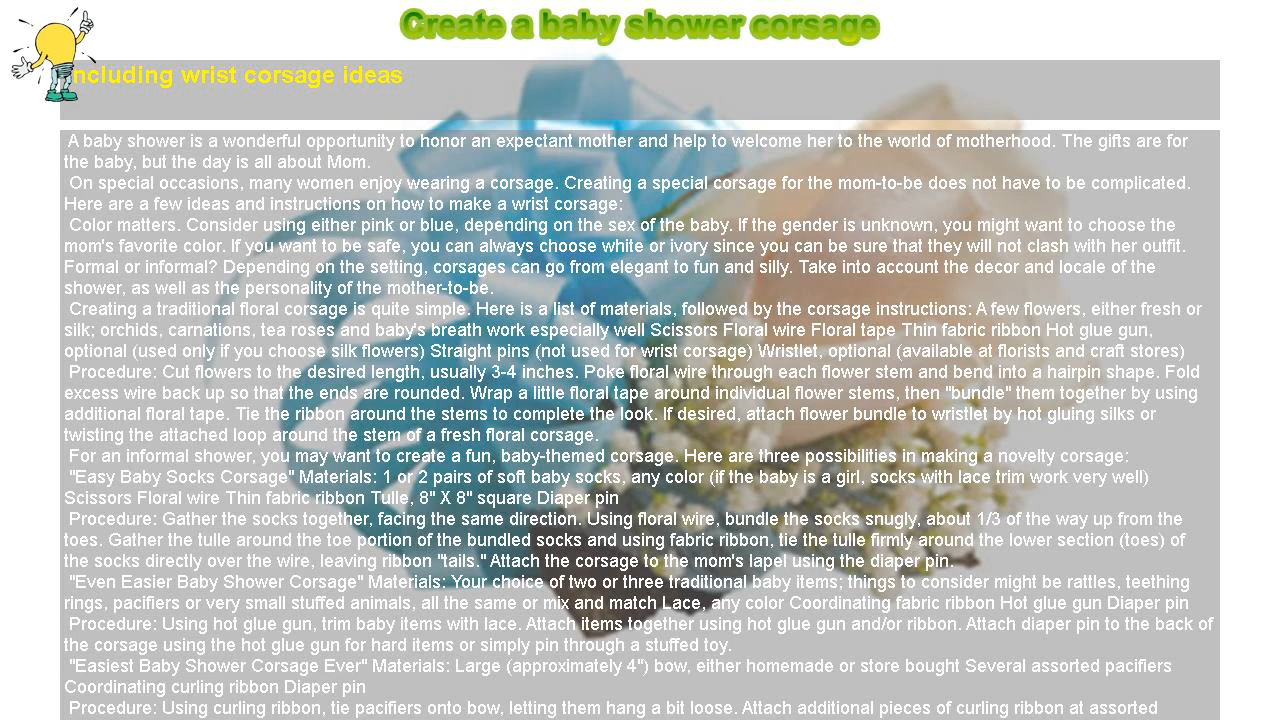 Create a baby shower corsage
ncluding wrist corsage ideas
A baby shower is a wonderful opportunity to honor an expectant mother and help to welcome her to the world of motherhood. The gifts are for
the baby, but the day is all about Mom.
On special occasions, many women enjoy wearing a corsage. Creating a special corsage for the mom-to-be does not have to be complicated.
Here are a few ideas and instructions on how to make a wrist corsage:
Color matters. Consider using either pink or blue, depending on the sex of the baby. If the gender is unknown, you might want to choose the
mom's favorite color. If you want to be safe, you can always choose white or ivory since you can be sure that they will not clash with her outfit.
Formal or informal? Depending on the setting, corsages can go from elegant to fun and silly. Take into account the decor and locale of the
shower, as well as the personality of the mother-to-be.
Creating a traditional floral corsage is quite simple. Here is a list of materials, followed by the corsage instructions: A few flowers, either fresh or
silk; orchids, carnations, tea roses and baby's breath work especially well Scissors Floral wire Floral tape Thin fabric ribbon Hot glue gun,
optional (used only if you choose silk flowers) Straight pins (not used for wrist corsage) Wristlet, optional (available at florists and craft stores)
Procedure: Cut flowers to the desired length, usually 3-4 inches. Poke floral wire through each flower stem and bend into a hairpin shape. Fold
excess wire back up so that the ends are rounded. Wrap a little floral tape around individual flower stems, then "bundle" them together by using
additional floral tape. Tie the ribbon around the stems to complete the look. If desired, attach flower bundle to wristlet by hot gluing silks or
twisting the attached loop around the stem of a fresh floral corsage.
For an informal shower, you may want to create a fun, baby-themed corsage. Here are three possibilities in making a novelty corsage:
"Easy Baby Socks Corsage" Materials: 1 or 2 pairs of soft baby socks, any color (if the baby is a girl, socks with lace trim work very well)
Scissors Floral wire Thin fabric ribbon Tulle, 8" X 8" square Diaper pin
Procedure: Gather the socks together, facing the same direction. Using floral wire, bundle the socks snugly, about 1/3 of the way up from the
toes. Gather the tulle around the toe portion of the bundled socks and using fabric ribbon, tie the tulle firmly around the lower section (toes) of
the socks directly over the wire, leaving ribbon "tails." Attach the corsage to the mom's lapel using the diaper pin.
"Even Easier Baby Shower Corsage" Materials: Your choice of two or three traditional baby items; things to consider might be rattles, teething
rings, pacifiers or very small stuffed animals, all the same or mix and match Lace, any color Coordinating fabric ribbon Hot glue gun Diaper pin
Procedure: Using hot glue gun, trim baby items with lace. Attach items together using hot glue gun and/or ribbon. Attach diaper pin to the back of
the corsage using the hot glue gun for hard items or simply pin through a stuffed toy.
"Easiest Baby Shower Corsage Ever" Materials: Large (approximately 4") bow, either homemade or store bought Several assorted pacifiers
Coordinating curling ribbon Diaper pin
Procedure: Using curling ribbon, tie pacifiers onto bow, letting them hang a bit loose. Attach additional pieces of curling ribbon at assorted